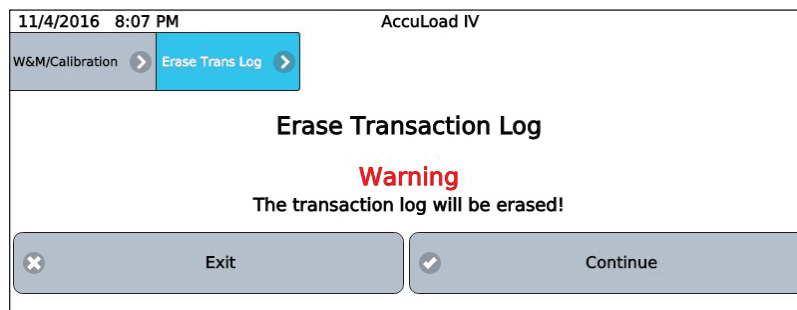 11/4/2016 8:07 PM AccuLoad IV
W&M/Calibration Erase Trans Log
Erase Transaction Log
Warning
The transaction log will be erased!
Exit Continue